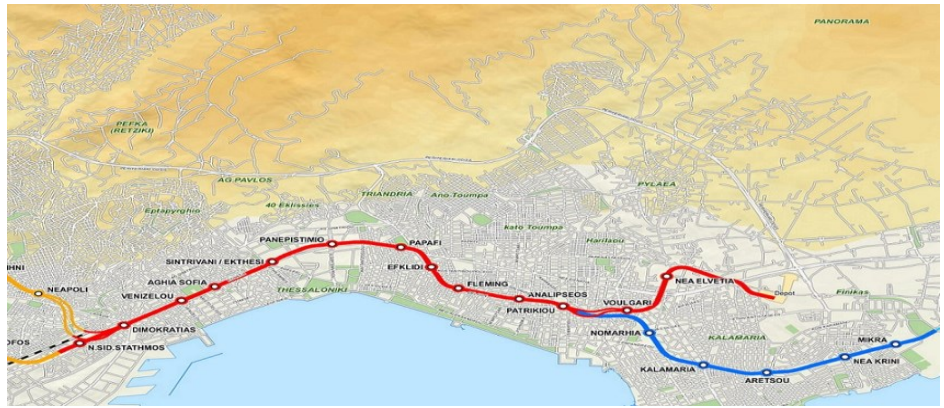 PANORAMA
PEFKA
(RETZIKI)
AG.PAVLOS
TRIANDRIA
Ano Toumpa
PYLAEA
Eptapyrghio
40 Eklissies
kato Toumpa
Harilaou
PANEPISTIMIO
PAPAFI
SINTRIVANI / EKTHESI
EFKLIDI
IHNI
NEAPOLI
AGHIA SOFIA
THESSALONIKI
FLEMING
NEA ELVETIA
VENIZELOU
ANALIPSEOS
VOULGARI
Depot
Finikas
PATRIKIOU
DIMOKRATIAS
NOMARHIA
KALAMARIA
OFOS
N.SID.STATHMOS
MIKRA
NEA KRINI
KALAMARIA
ARETSOU